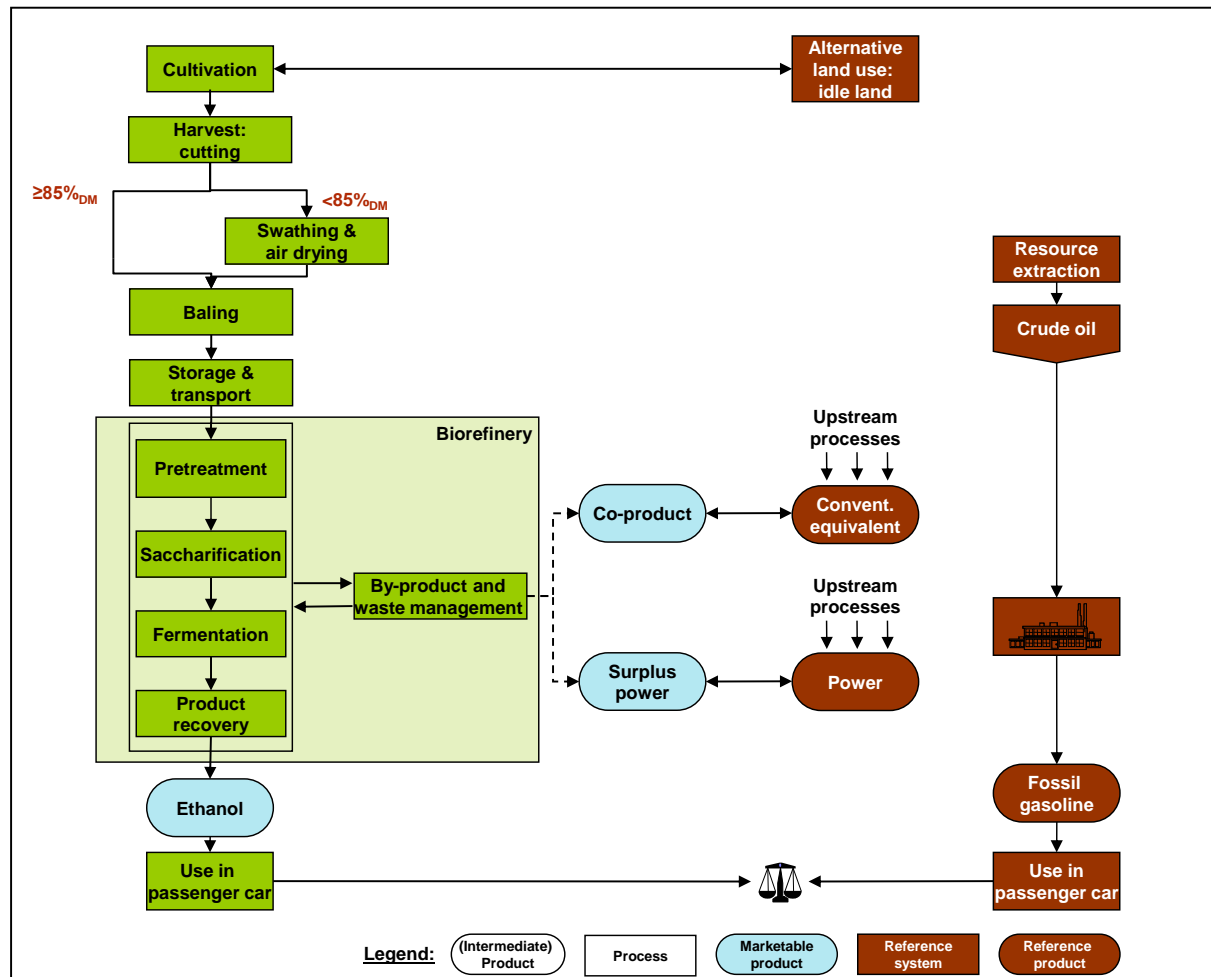 Cultivation
Alternative
land use:
idle land
Harvest:
cutting
≥85%DM
<85%DM
Swathing &
air drying
Baling
Storage &
transport
Resource
extraction
Crude oil
Biorefinery
Pretreatment
Saccharification
Fermentation
Product
recovery
By-product and
waste management
Upstream
processes
Co-product
Convent.
equivalent
Upstream
processes
Surplus
power
Power
Ethanol
Use in
passenger car
Fossil
gasoline
Use in
passenger car
Legend:
(Intermediate)
Product
Process
Marketable
product
Reference
system
Reference
product